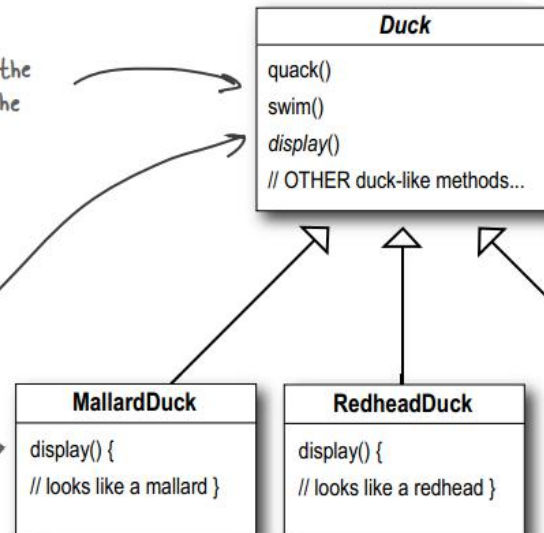 Duck
the
he
quack()
swim()
display()
// OTHER duck-like methods...
MallardDuck
display() {
// looks like a mallard }
RedheadDuck
display() {
// looks like a redhead }